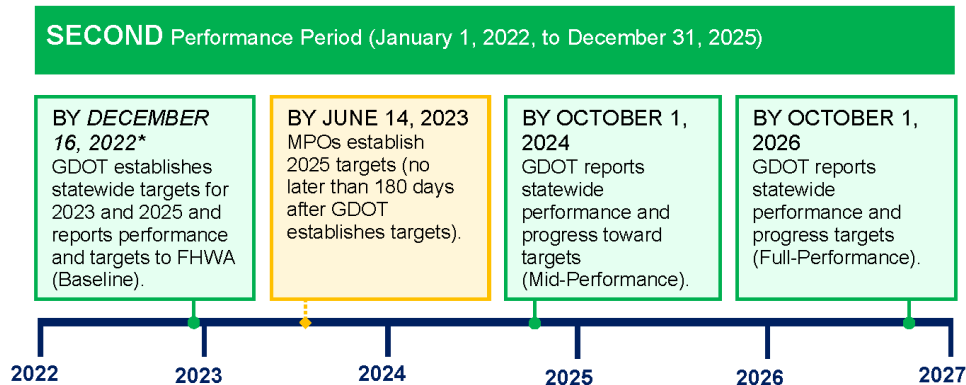 SECOND Performance Period (January 1, 2022, to December 31, 2025)
BY DECEMBER
16, 2022*
GDOT establishes
statewide targets for
2023 and 2025 and
reports performance
and targets to FHWA
(Baseline).
BY JUNE 14, 2023
MPOs establish
2025 targets (no
later than 180 days
after GDOT
establishes targets).
BY OCTOBER 1,
2024
GDOT reports
statewide
performance and
progress toward
targets
(Mid-Performance).
BY OCTOBER 1,
2026
GDOT reports
statewide
performance and
progress targets
(Full-Performance).
2022
2023
2024
2025
2026
2027